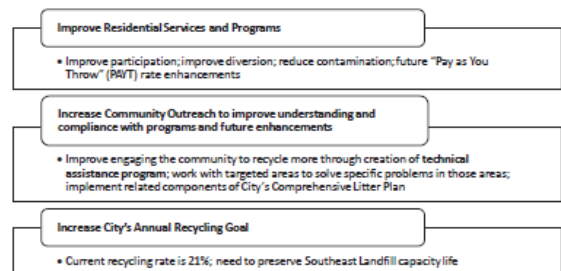 Improve Residential Services and Programs
• Improve participation; improve diversion; reduce contamination; future "Pay as You
Throw" (PAYT) rate enhancements
Increase Community Outreach to improve understanding and
compliance with programs and future enhancements
• Improve engaging the community to recycle more through creation of technical
assistance program; work with targeted areas to solve specific problems in those areas;
implement related components of City's Comprehensive Litter Plan
Increase City's Annual Recycling Goal
• Current recycling rate is 21%; need to preserve Southeast Landfill capacity life